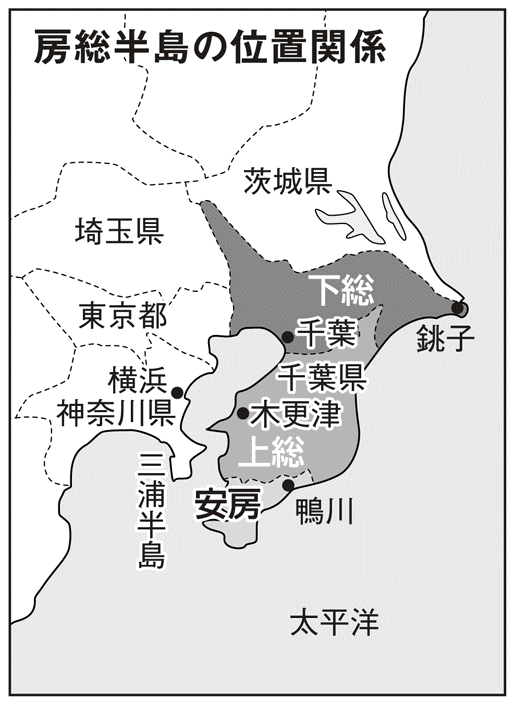 房総半島の位置関係
茨城県
埼玉県
下総
東京都
千葉
銚子
千葉県
横浜
神奈川県
木更津
上総
三浦半島
安房
鴨川
太平洋